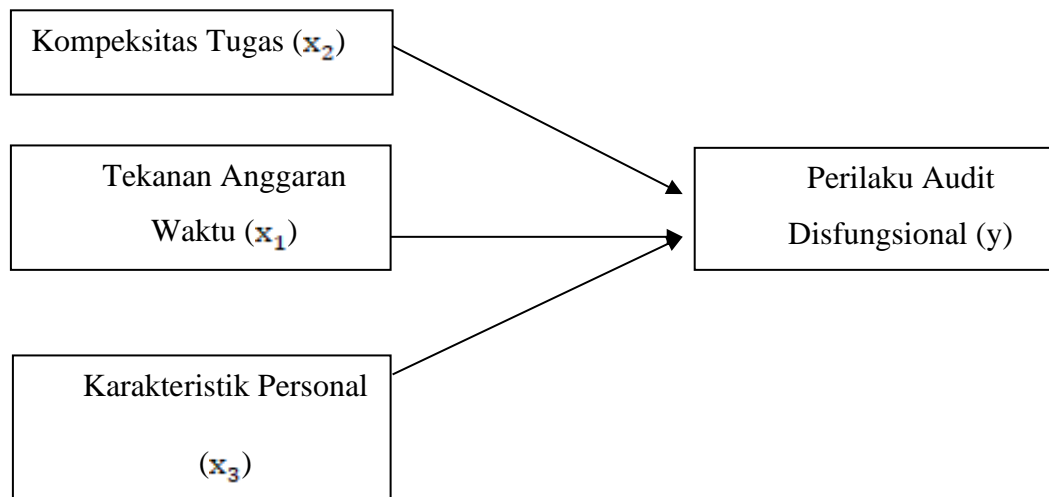 Kompeksitas Tugas (x₂)
Tekanan Anggaran
Waktu (x₁)
Perilaku Audit
Disfungsional (y)
Karakteristik Personal
(x₃)